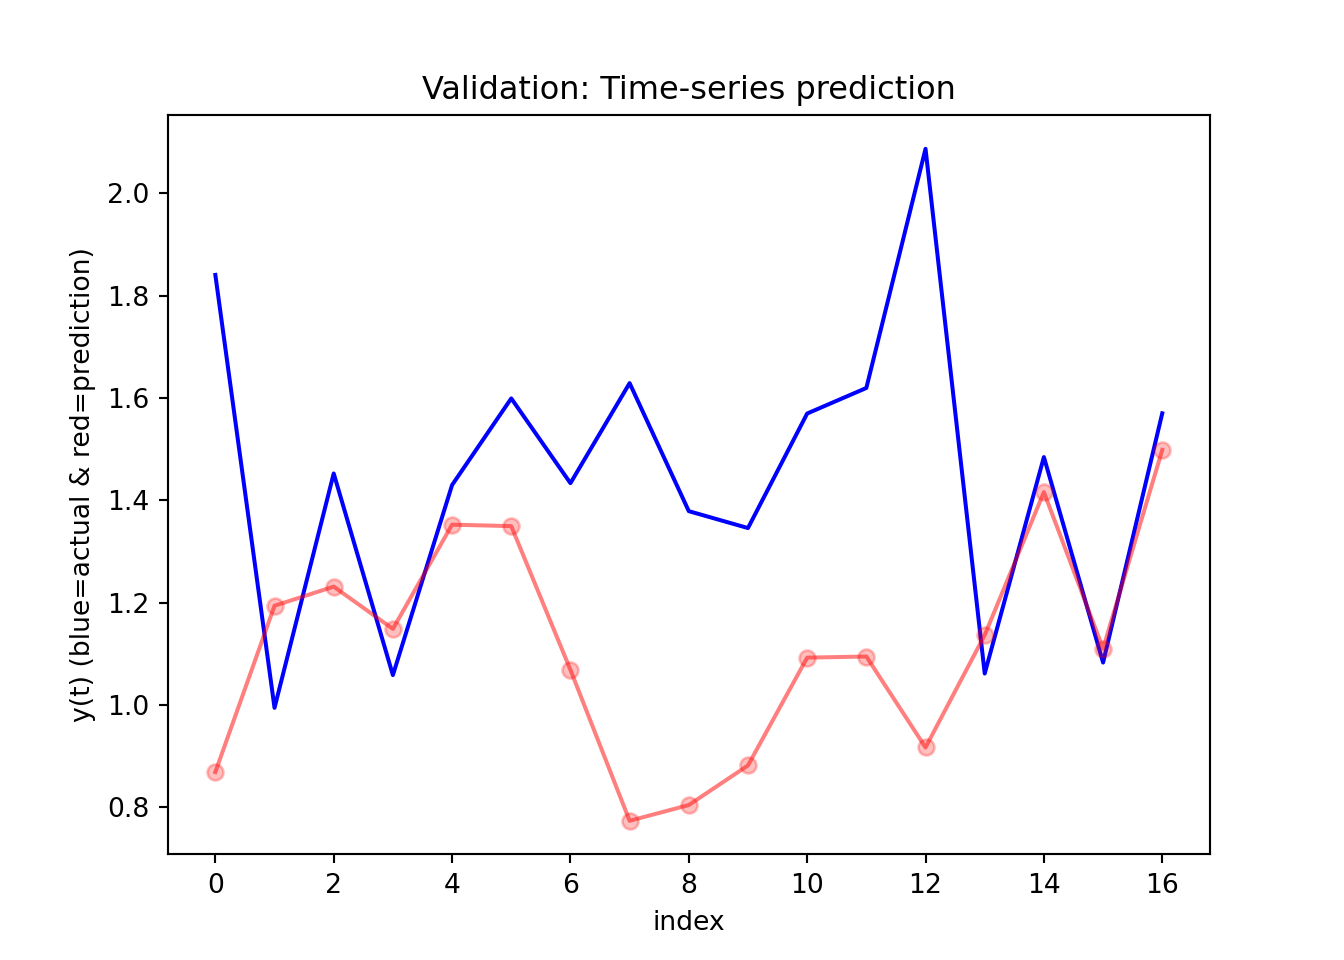 Validation: Time-series prediction
y(t) (blue=actual & red=prediction)
2.0
1.8
1.6
1.4
1.2
1.0
0.8
0 2 4 6 8 10 12 14 16
index